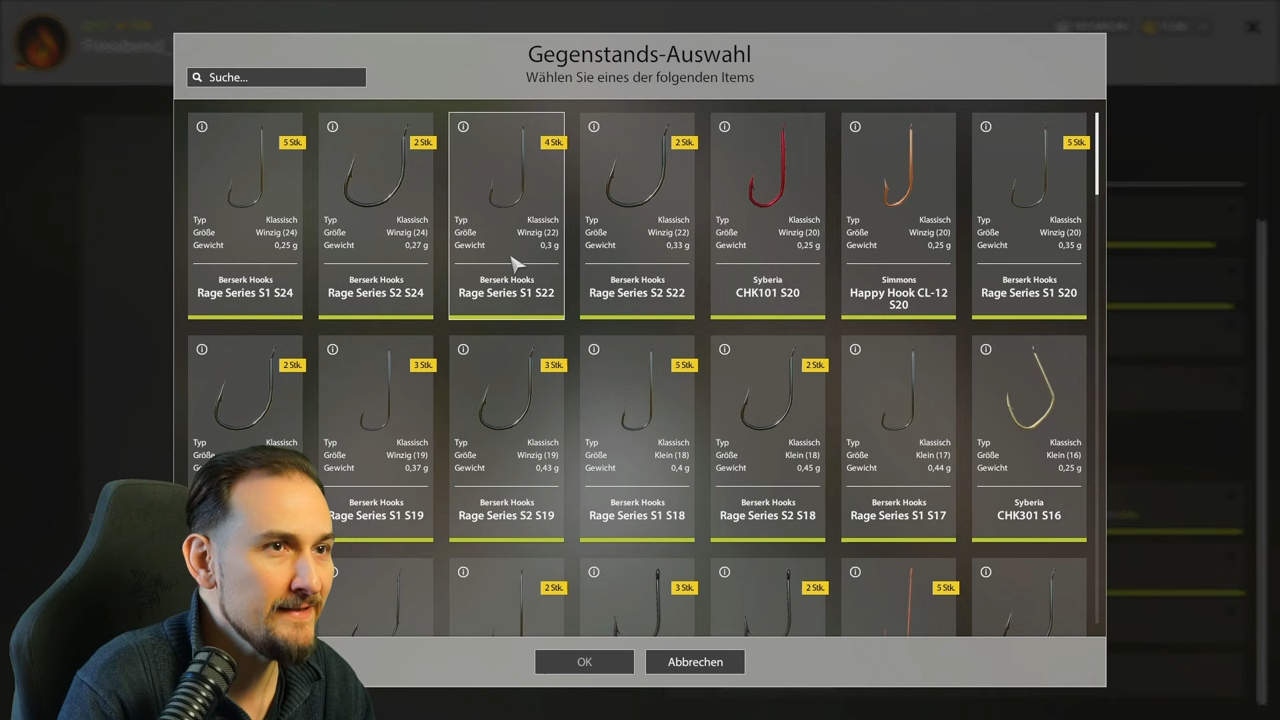 Gegenstands-Auswahl
Wählen Sie eines der folgenden Items
Suche...
5 Stk.
Typ Klassisch
Größe Winzig (24)
Gewicht 0,25 g
Berserk Hooks
Rage Series S1 S24
2 Stk.
Typ Klassisch
Größe Winzig (24)
Gewicht 0,27 g
Berserk Hooks
Rage Series S2 S24
4 Stk.
Typ Klassisch
Größe Winzig (22)
Gewicht 0,3 g
Berserk Hooks
Rage Series S1 S22
2 Stk.
Typ Klassisch
Größe Winzig (22)
Gewicht 0,33 g
Berserk Hooks
Rage Series S2 S22
Typ Klassisch
Größe Winzig (20)
Gewicht 0,25 g
Syberia
CHK101 S20
Typ Klassisch
Größe Winzig (20)
Gewicht 0,25 g
Simmons
Happy Hook CL-12
S20
5 Stk.
Typ Klassisch
Größe Winzig (20)
Gewicht 0,35 g
Berserk Hooks
Rage Series S1 S20
2 Stk.
Typ Klassisch
3 Stk.
Typ Klassisch
Größe Winzig (19)
Gewicht 0,37 g
Berserk Hooks
Rage Series S1 S19
3 Stk.
Typ Klassisch
Größe Winzig (19)
Gewicht 0,43 g
Berserk Hooks
Rage Series S2 S19
5 Stk.
Typ Klassisch
Größe Klein (18)
Gewicht 0,4 g
Berserk Hooks
Rage Series S1 S18
2 Stk.
Typ Klassisch
Größe Klein (18)
Gewicht 0,45 g
Berserk Hooks
Rage Series S2 S18
Typ Klassisch
Größe Klein (17)
Gewicht 0,44 g
Berserk Hooks
Rage Series S1 S17
Typ Klassisch
Größe Klein (16)
Gewicht 0,25 g
Syberia
CHK301 S16
2 Stk.
3 Stk.
2 Stk.
5 Stk.
OK
Abbrechen